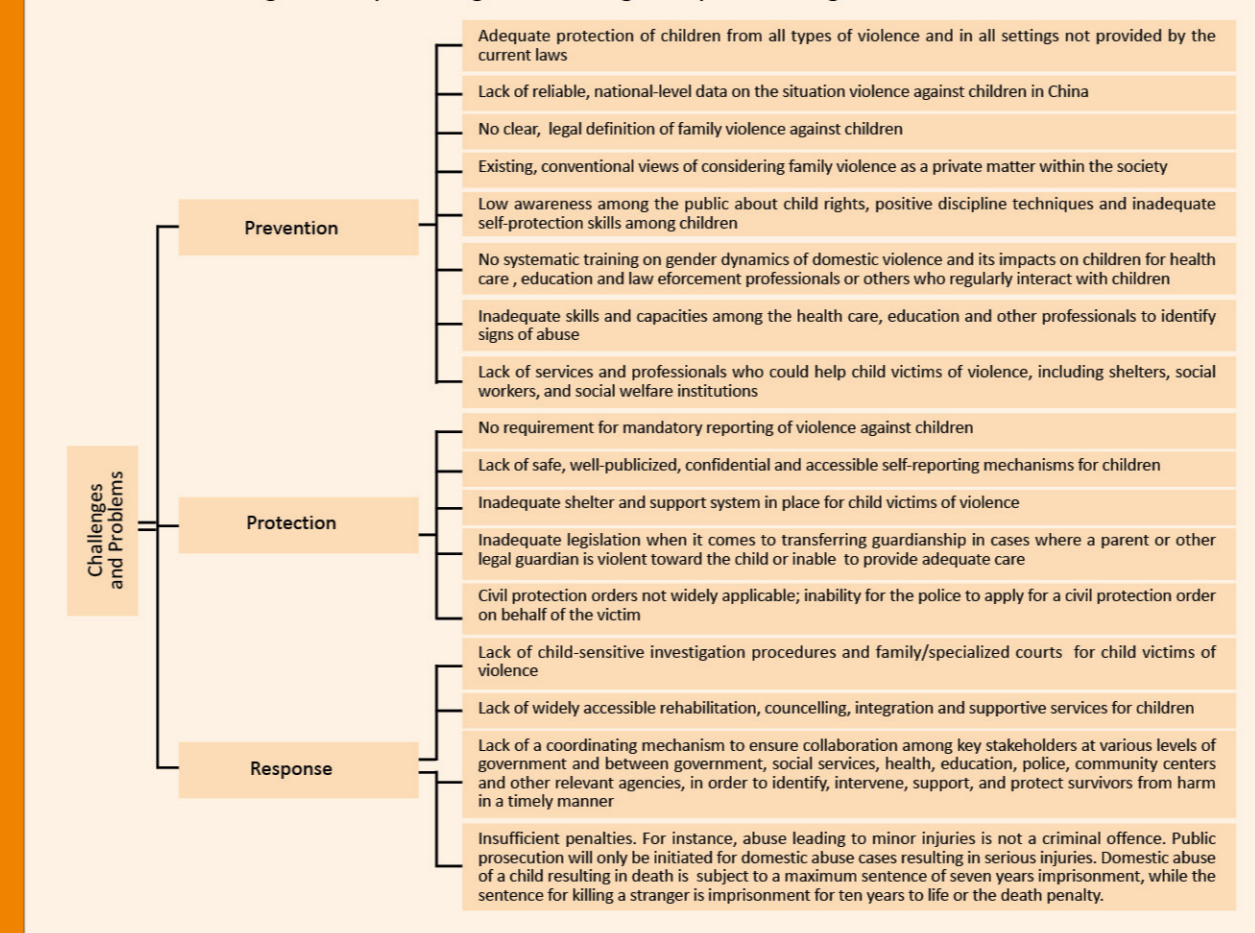 Challenges
and Problems
Prevention
Adequate protection of children from all types of violence and in all settings not provided by the
current laws
Lack of reliable, national-level data on the situation violence against children in China
No clear, legal definition of family violence against children
Existing, conventional views of considering family violence as a private matter within the society
Low awareness among the public about child rights, positive discipline techniques and inadequate
self-protection skills among children
No systematic training on gender dynamics of domestic violence and its impacts on children for health
care , education and law eforcement professionals or others who regularly interact with children
Inadequate skills and capacities among the health care, education and other professionals to identify
signs of abuse
Lack of services and professionals who could help child victims of violence, including shelters, social
workers, and social welfare institutions
Protection
No requirement for mandatory reporting of violence against children
Lack of safe, well-publicized, confidential and accessible self-reporting mechanisms for children
Inadequate shelter and support system in place for child victims of violence
Inadequate legislation when it comes to transferring guardianship in cases where a parent or other
legal guardian is violent toward the child or inable to provide adequate care
Civil protection orders not widely applicable; inability for the police to apply for a civil protection order
on behalf of the victim
Response
Lack of child-sensitive investigation procedures and family/specialized courts for child victims of
violence
Lack of widely accessible rehabilitation, councelling, integration and supportive services for children
Lack of a coordinating mechanism to ensure collaboration among key stakeholders at various levels of
government and between government, social services, health, education, police, community centers
and other relevant agencies, in order to identify, intervene, support, and protect survivors from harm
in a timely manner
Insufficient penalties. For instance, abuse leading to minor injuries is not a criminal offence. Public
prosecution will only be initiated for domestic abuse cases resulting in serious injuries. Domestic abuse
of a child resulting in death is subject to a maximum sentence of seven years imprisonment, while the
sentence for killing a stranger is imprisonment for ten years to life or the death penalty.